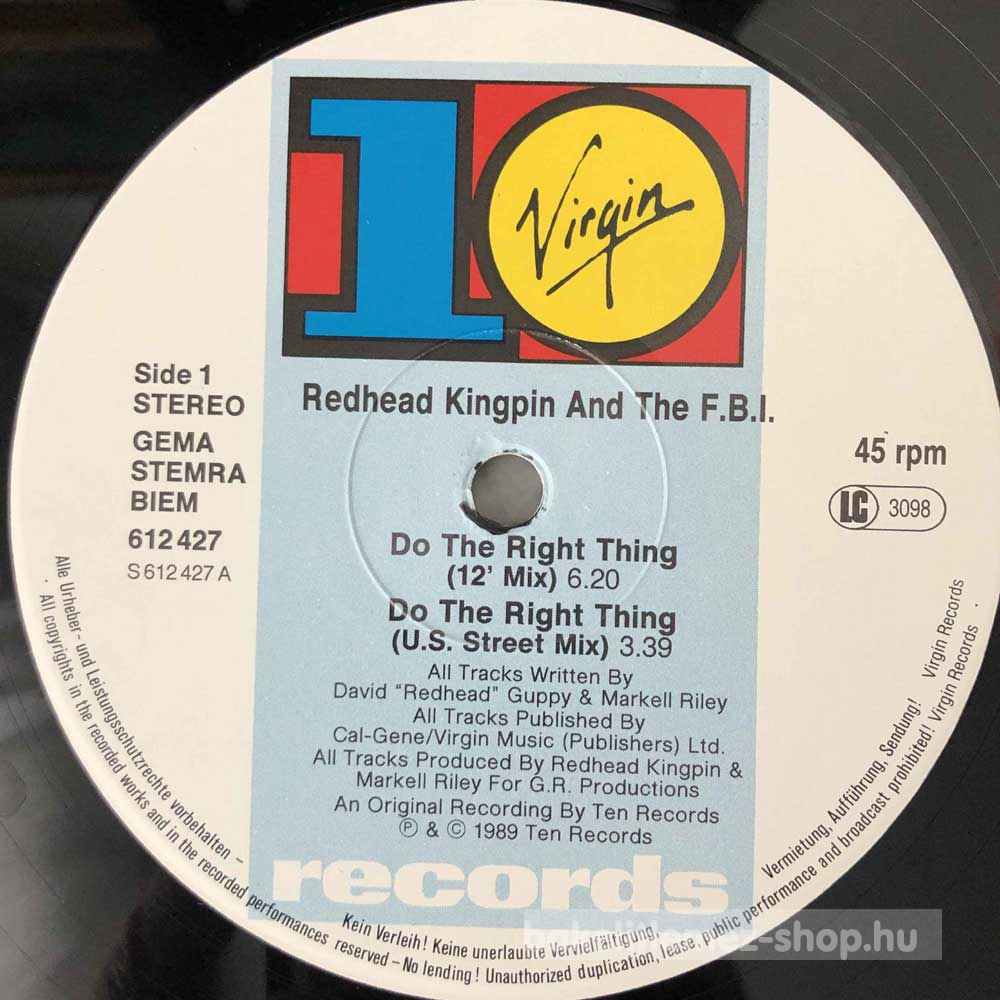 10
Virgin
Redhead Kingpin And The F.B.I.
Side 1
STEREO
GEMA
STEMRA
BIEM
612 427
S 612 427 A
45 rpm
LC 3098
Do The Right Thing
(12' Mix) 6.20
Do The Right Thing
(U.S. Street Mix) 3.39
All Tracks Written By
David "Redhead" Guppy & Markell Riley
All Tracks Published By
Cal-Gene/Virgin Music (Publishers) Ltd.
All Tracks Produced By Redhead Kingpin &
Markell Riley For G.R. Productions
An Original Recording By Ten Records
Ⓟ & © 1989 Ten Records
records
Alle Urheber- und Leistungsschutzrechte vorbehalten – Kein Verleih! Keine unerlaubte Vervielfältigung, Vermietung, Aufführung, Sendung! Virgin Records .
. All copyrights in the recorded works and in the recorded performances reserved – No lending! Unauthorized duplication, lease, public performance and broadcast prohibited! Virgin Records .
-shop.hu